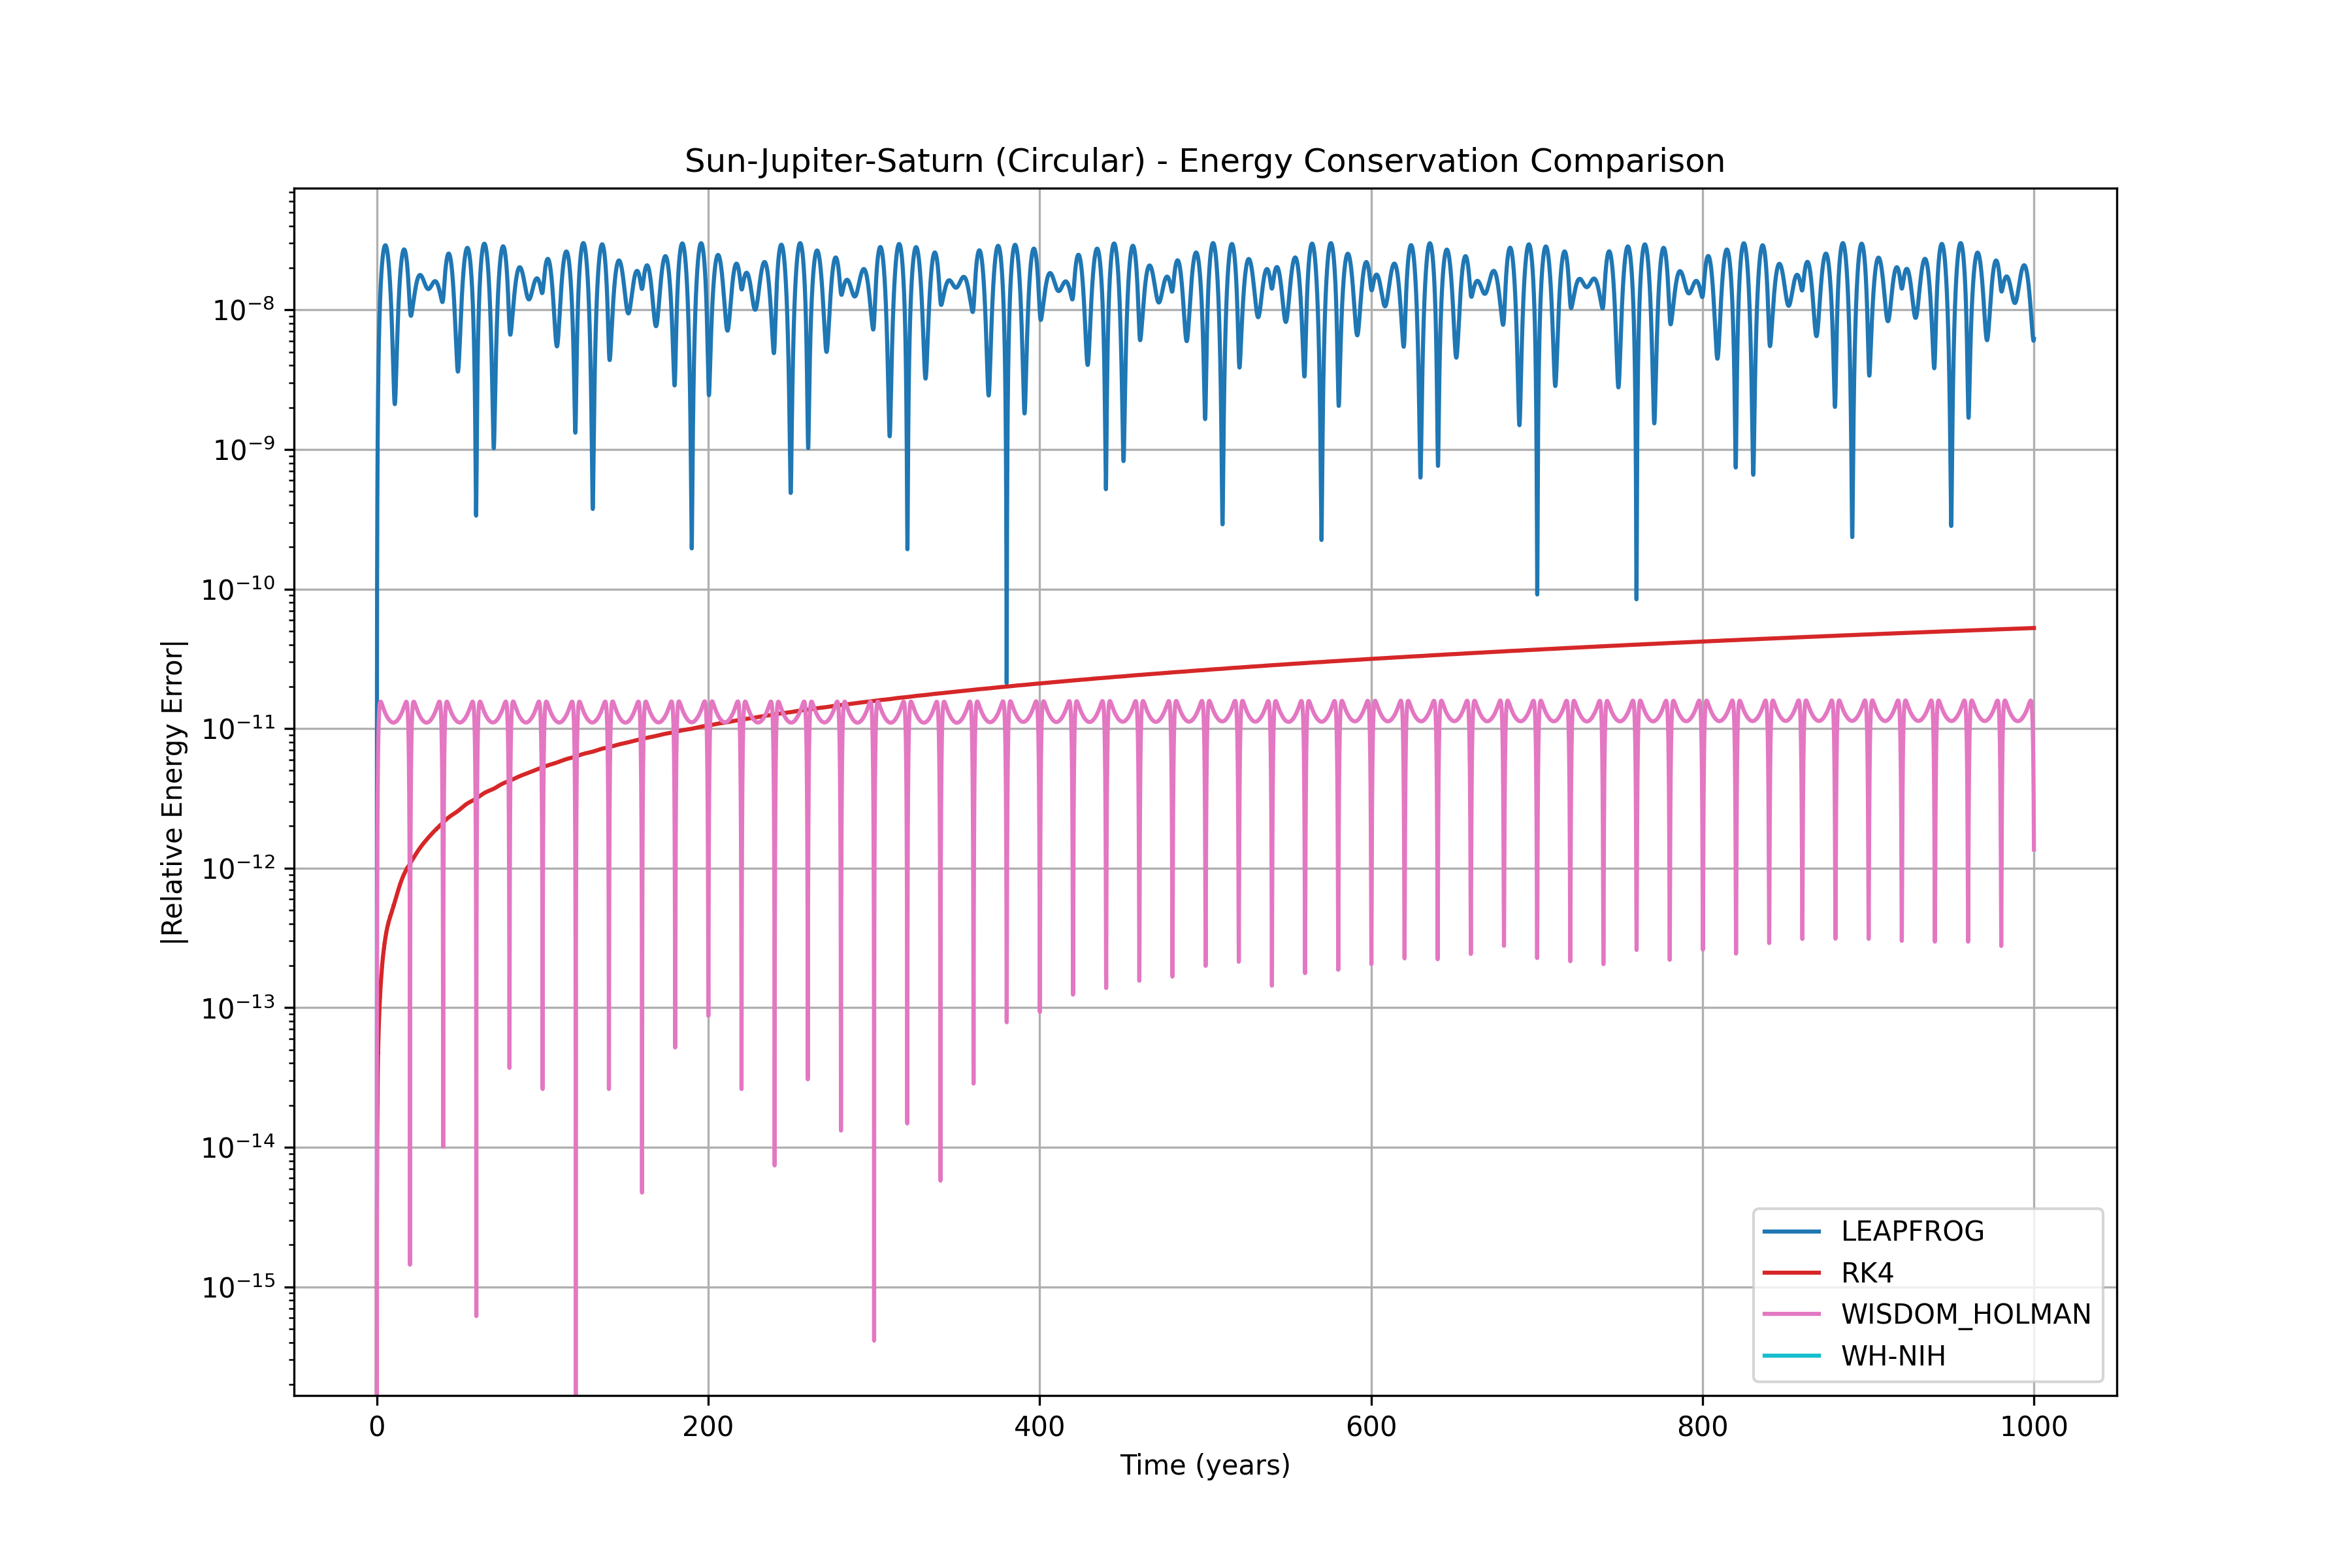 Sun-Jupiter-Saturn (Circular) - Energy Conservation Comparison
|Relative Energy Error|
10⁻⁸
10⁻⁹
10⁻¹⁰
10⁻¹¹
10⁻¹²
10⁻¹³
10⁻¹⁴
10⁻¹⁵
LEAPFROG
RK4
WISDOM_HOLMAN
WH-NIH
0 200 400 600 800 1000
Time (years)